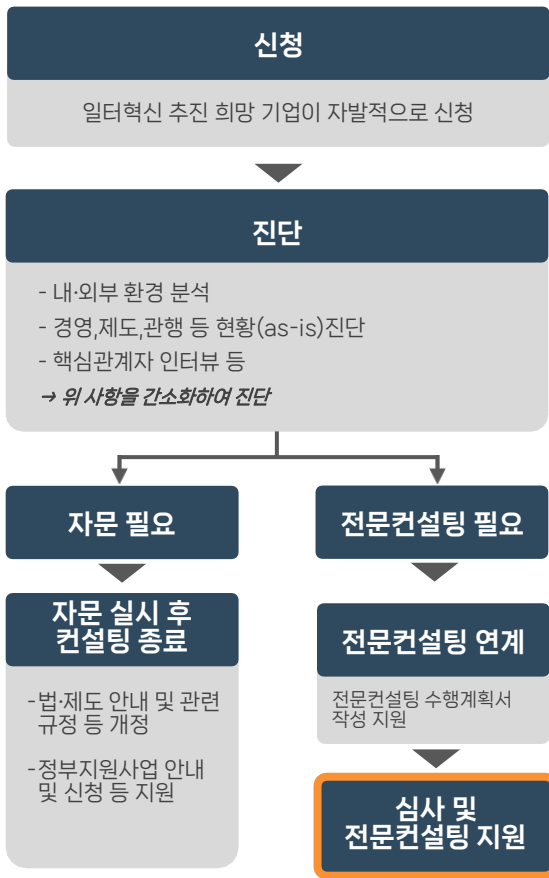 신청
일터혁신 추진 희망 기업이 자발적으로 신청
진단
- 내·외부 환경 분석
- 경영,제도,관행 등 현황(as-is)진단
- 핵심관계자 인터뷰 등
→ 위 사항을 간소화하여 진단
자문 필요
전문컨설팅 필요
자문 실시 후
컨설팅 종료
-법·제도 안내 및 관련
규정 등 개정
-정부지원사업 안내
및 신청 등 지원
전문컨설팅 연계
전문컨설팅 수행계획서
작성 지원
심사 및
전문컨설팅 지원